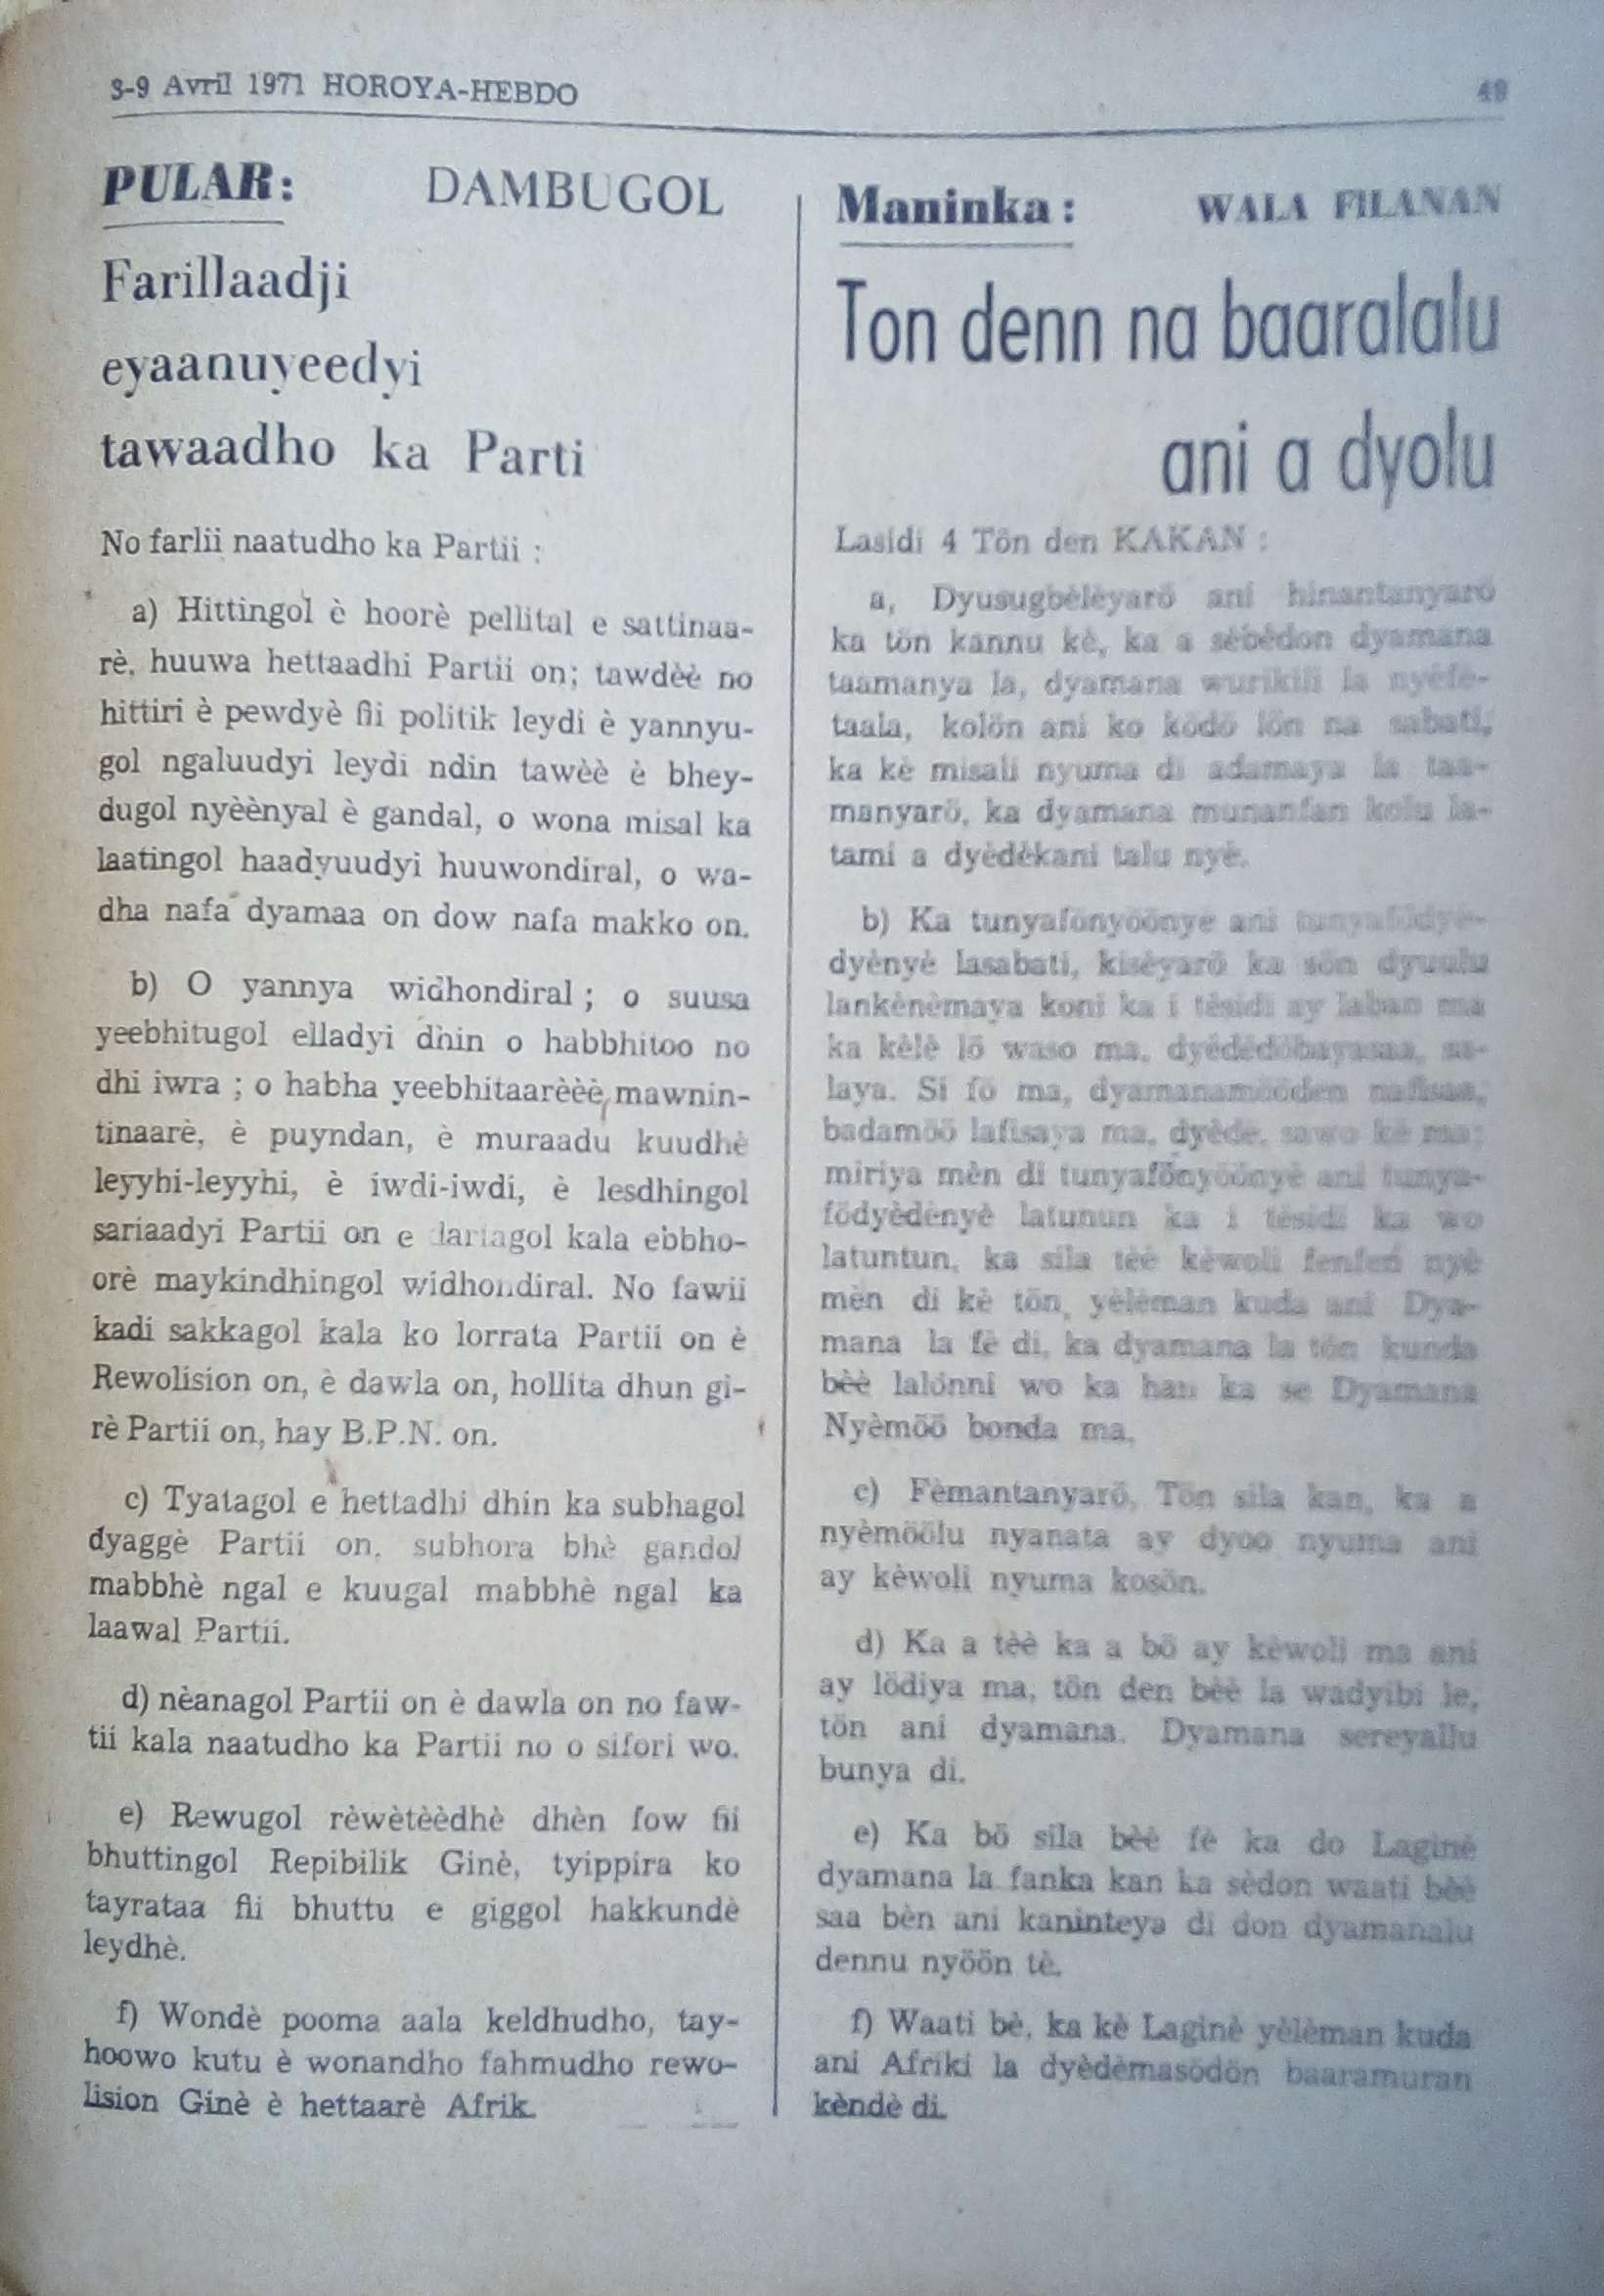 3-9 Avril 1971 HOROYA-HEBDO
49
PULAR: DAMBUGOL
Farillaadji
eyaanuyeedyi
tawaadho ka Parti
No farlii naatudho ka Partii :
a) Hittingol è hoorè pellital e sattinaa-
rè, huuwa hettaadhi Partii on; tawdèè no
hittiri è pewdyè fii politik leydi è yannyu-
gol ngaluudyi leydi ndin tawèè è bhey-
dugol nyèènyal è gandal, o wona misal ka
laatingol haadyuudyi huuwondiral, o wa-
dha nafa dyamaa on dow nafa makko on.
b) O yannya widhondiral ; o suusa
yeebhitugol elladyi dhin o habbhitoo no
dhi iwra ; o habha yeebhitaarèèè, mawnin-
tinaarè, è puyndan, è muraadu kuudhè
leyyhi-leyyhi, è iwdi-iwdi, è lesdhingol
sariaadyi Partii on e dartagol kala ebbho-
orè maykindhingol widhondiral. No fawii
kadi sakkagol kala ko lorrata Partii on è
Rewolision on, è dawla on, hollita dhun gi-
rè Partii on, hay B.P.N. on.
c) Tyatagol e hettadhi dhin ka subhagol
dyaggè Partii on, subhora bhè gandol
mabbhè ngal e kuugal mabbhè ngal ka
laawal Partii.
d) nèanagol Partii on è dawla on no faw-
tii kala naatudho ka Partii no o sifori wo.
e) Rewugol rèwètèèdhè dhèn fow fii
bhuttingol Repibilik Ginè, tyippira ko
tayrataa fii bhuttu e giggol hakkundè
leydhè.
f) Wondè pooma aala keldhudho, tay-
hoowo kutu è wonandho fahmudho rewo-
lision Ginè è hettaarè Afrik.
Maninka : WALA FILANAN
Ton denn na baaralalu
ani a dyolu
Lasidi 4 Tön den KAKAN :
a, Dyusugbèlèyarö ani hinantanyarö
ka tön kannu kè, ka a sèbèdon dyamana
taamanya la, dyamana wurikili la nyéfè-
taala, kolön ani ko ködö lön na sabati,
ka kè misali nyuma di adamaya la taa-
manyarö, ka dyamana munanfan kolu la-
tami a dyèdèkani talu nyè.
b) Ka tunyafönyöönyè ani tunyafödyè-
dyènyè lasabati, kisèyarö ka sön dyuulu
lankènèmaya koni ka i tèsidi ay laban ma
ka kèlè lö waso ma, dyèdèdöbayasaa, sa-
laya. Si fö ma, dyamanamööden nafisaa,
badamöö lafisaya ma, dyèdè, sawo kè ma;
miriya mèn di tunyafönyöönyè ani tunya-
födyèdènyè latunun ka i tèsidi ka wo
latuntun, ka sila tèè kèwoli fenfen nyè
mèn di kè tön, yèlèman kuda ani Dya-
mana la fè di, ka dyamana la tön kunda
bèè lalönni wo ka han ka se Dyamana
Nyèmöö bonda ma.
c) Fèmantanyarö, Tön sila kan, ka a
nyèmöölu nyanata ay dyoo nyuma ani
ay kèwoli nyuma kosön.
d) Ka a tèè ka a bö ay kèwoli ma ani
ay lödiya ma, tön den bèè la wadyibi le,
tön ani dyamana. Dyamana sereyallu
bunya di.
e) Ka bö sila bèè fè ka do Laginè
dyamana la fanka kan ka sèdon waati bèè
saa bèn ani kaninteya di don dyamanalu
dennu nyöön tè.
f) Waati bè, ka kè Laginè yèlèman kuda
ani Afriki la dyèdèmasödön baaramuran
kèndè di.